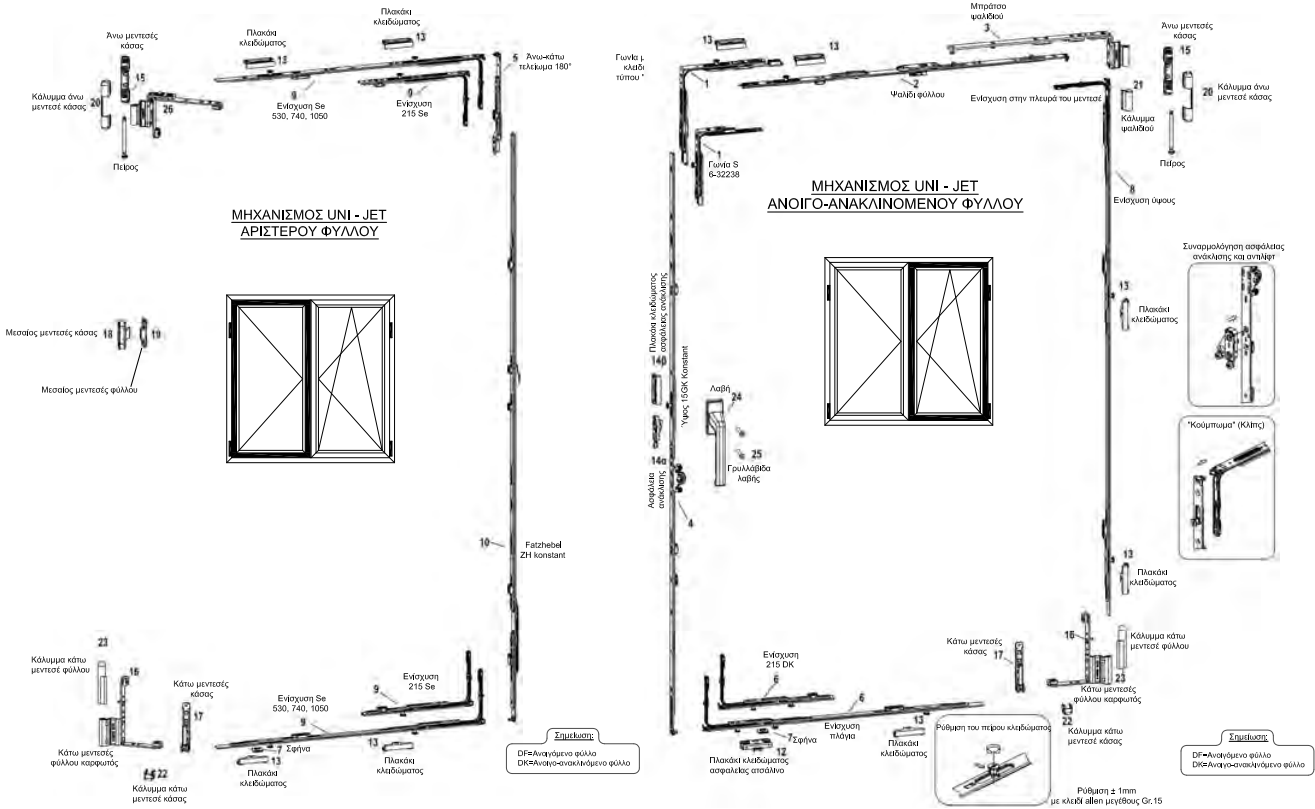 Πλακάκι
κλειδώματος
13
Πλακάκι
κλειδώματος
13
Άνω μεντεσές
κάσας
15
Κάλυμμα άνω
μεντεσέ κάσας
20
26
Πείρος
9
Ενίσχυση Se
530, 740, 1050
9
Ενίσχυση
215 Se
5
Άνω-κάτω
τελείωμα 180°
ΜΗΧΑΝΙΣΜΟΣ UNI - JET
ΑΡΙΣΤΕΡΟΥ ΦΥΛΛΟΥ
Μεσαίος μεντεσές κάσας
18
19
Μεσαίος μεντεσές φύλλου
10
Fatzhebel
ZH konstant
23
Κάλυμμα κάτω
μεντεσέ φύλλου
16
Κάτω μεντεσές
κάσας
17
Κάτω μεντεσές
φύλλου καρφωτός
22
Κάλυμμα κάτω
μεντεσέ κάσας
Ενίσχυση Se
530, 740, 1050
9
9
Ενίσχυση
215 Se
7
Σφήνα
13
Πλακάκι
κλειδώματος
13
Πλακάκι
κλειδώματος
Σημείωση:
DF=Ανοιγόμενο φύλλο
DK=Ανοιγο-ανακλινόμενο φύλλο
Γωνία
κλειδι
τύπου
13
13
1
2
Ψαλίδι φύλλου
Μπράτσο
ψαλιδιού
3
Ενίσχυση στην πλευρά του μεντεσέ
21
Κάλυμμα
ψαλιδιού
Άνω μεντεσές
κάσας
15
20
Κάλυμμα άνω
μεντεσέ κάσας
Πείρος
1
Γωνία S
6-32238
ΜΗΧΑΝΙΣΜΟΣ UNI - JET
ΑΝΟΙΓΟ-ΑΝΑΚΛΙΝΟΜΕΝΟΥ ΦΥΛΛΟΥ
8
Ενίσχυση ύψους
Συναρμολόγηση ασφάλειας
ανάκλισης και αντιλίφτ
Πλακάκι κλειδώματος
ασφάλειας ανάκλισης
14β
Ύψος 15GK Konstant
14α
Ασφάλεια
ανάκλισης
4
Λαβή
24
25
Γρυλλόβιδα
λαβής
13
Πλακάκι
κλειδώματος
"Κούμπωμα" (Κλίπς)
13
Πλακάκι
κλειδώματος
Κάτω μεντεσές
κάσας
17
16
Κάλυμμα κάτω
μεντεσέ φύλλου
23
Κάτω μεντεσές
φύλλου καρφωτός
22
Κάλυμμα κάτω
μεντεσέ κάσας
Ενίσχυση
215 DK
6
6
Ενίσχυση
πλάγια
7
Σφήνα
12
Πλακάκι κλειδώματος
ασφαλείας ατσάλινο
13
Πλακάκι
κλειδώματος
Ρύθμιση του πείρου κλειδώματος
Ρύθμιση ± 1mm
με κλειδί allen μεγέθους Gr.15
Σημείωση:
DF=Ανοιγόμενο φύλλο
DK=Ανοιγο-ανακλινόμενο φύλλο